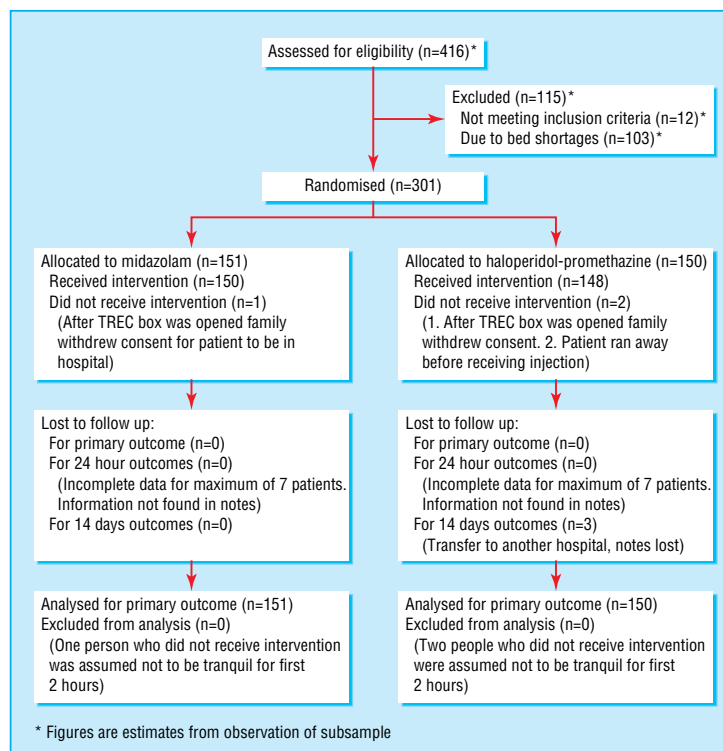 Assessed for eligibility (n=416)*
Excluded (n=115)*
Not meeting inclusion criteria (n=12)*
Due to bed shortages (n=103)*
Randomised (n=301)
Allocated to midazolam (n=151)
Received intervention (n=150)
Did not receive intervention (n=1)
(After TREC box was opened family
withdrew consent for patient to be in
hospital)
Allocated to haloperidol-promethazine (n=150)
Received intervention (n=148)
Did not receive intervention (n=2)
(1. After TREC box was opened family
withdrew consent. 2. Patient ran away
before receiving injection)
Lost to follow up:
For primary outcome (n=0)
For 24 hour outcomes (n=0)
(Incomplete data for maximum of 7 patients.
Information not found in notes)
For 14 days outcomes (n=0)
Lost to follow up:
For primary outcome (n=0)
For 24 hour outcomes (n=0)
(Incomplete data for maximum of 7 patients.
Information not found in notes)
For 14 days outcomes (n=3)
(Transfer to another hospital, notes lost)
Analysed for primary outcome (n=151)
Excluded from analysis (n=0)
(One person who did not receive intervention
was assumed not to be tranquil for first
2 hours)
Analysed for primary outcome (n=150)
Excluded from analysis (n=0)
(Two people who did not receive intervention
were assumed not to be tranquil for first
2 hours)
* Figures are estimates from observation of subsample